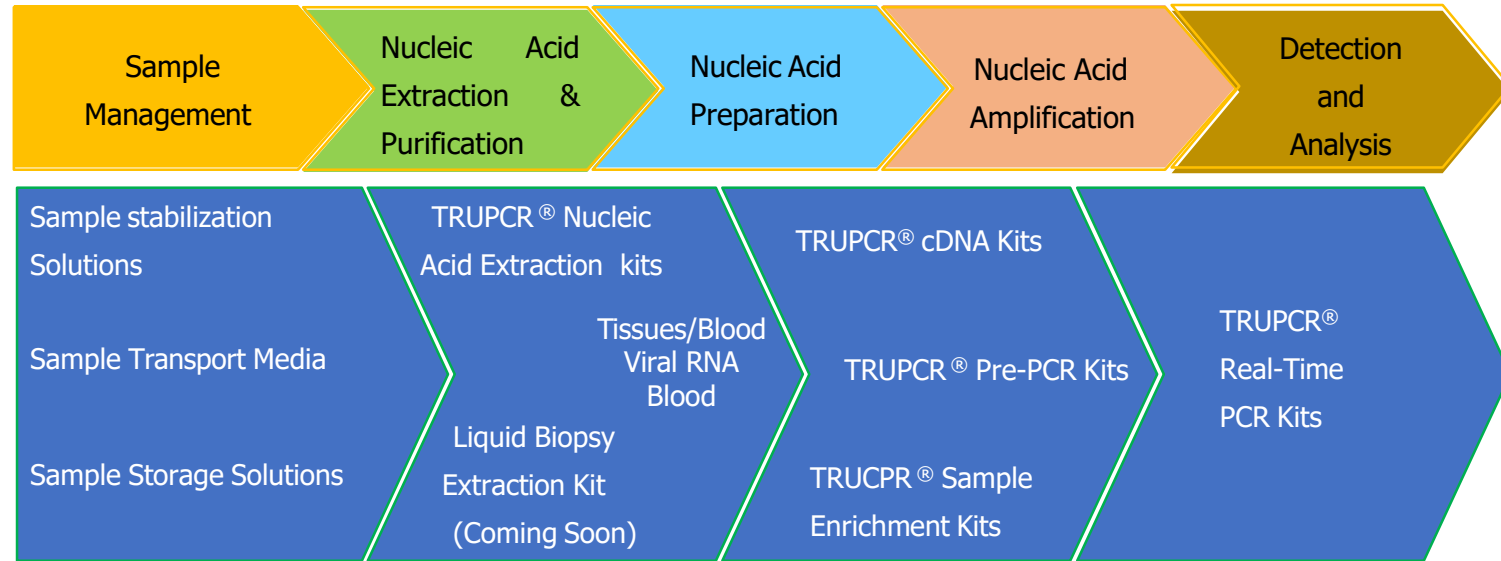 Sample
Management
Nucleic Acid
Extraction &
Purification
Nucleic Acid
Preparation
Nucleic Acid
Amplification
Detection
and
Analysis
Sample stabilization
Solutions
Sample Transport Media
Sample Storage Solutions
TRUPCR ® Nucleic
Acid Extraction kits
Tissues/Blood
Viral RNA
Blood
Liquid Biopsy
Extraction Kit
(Coming Soon)
TRUPCR® cDNA Kits
TRUPCR ® Pre-PCR Kits
TRUCPR ® Sample
Enrichment Kits
TRUPCR®
Real-Time
PCR Kits